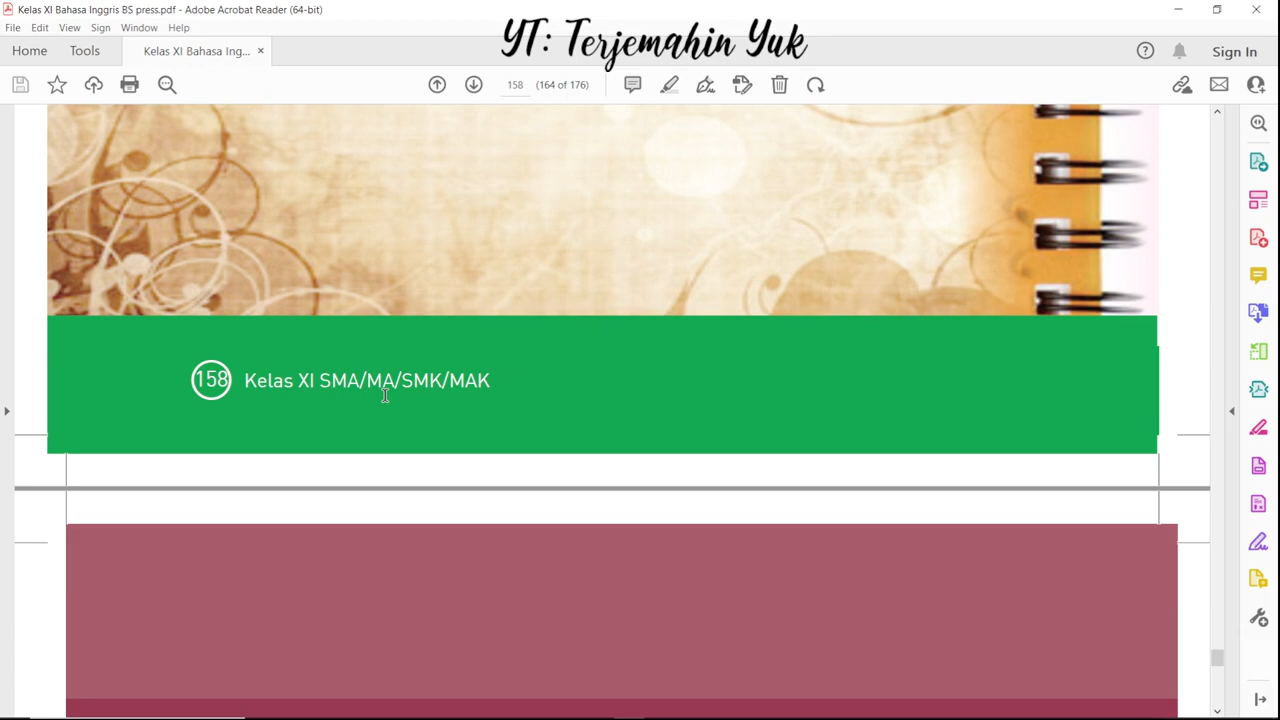 Kelas XI Bahasa Inggris BS press.pdf - Adobe Acrobat Reader (64-bit)
File Edit View Sign Window Help
YT: Terjemahin Yuk
Home Tools Kelas XI Bahasa Ing... ×
Sign In
158 (164 of 176)
158 Kelas XI SMA/MA/SMK/MAK